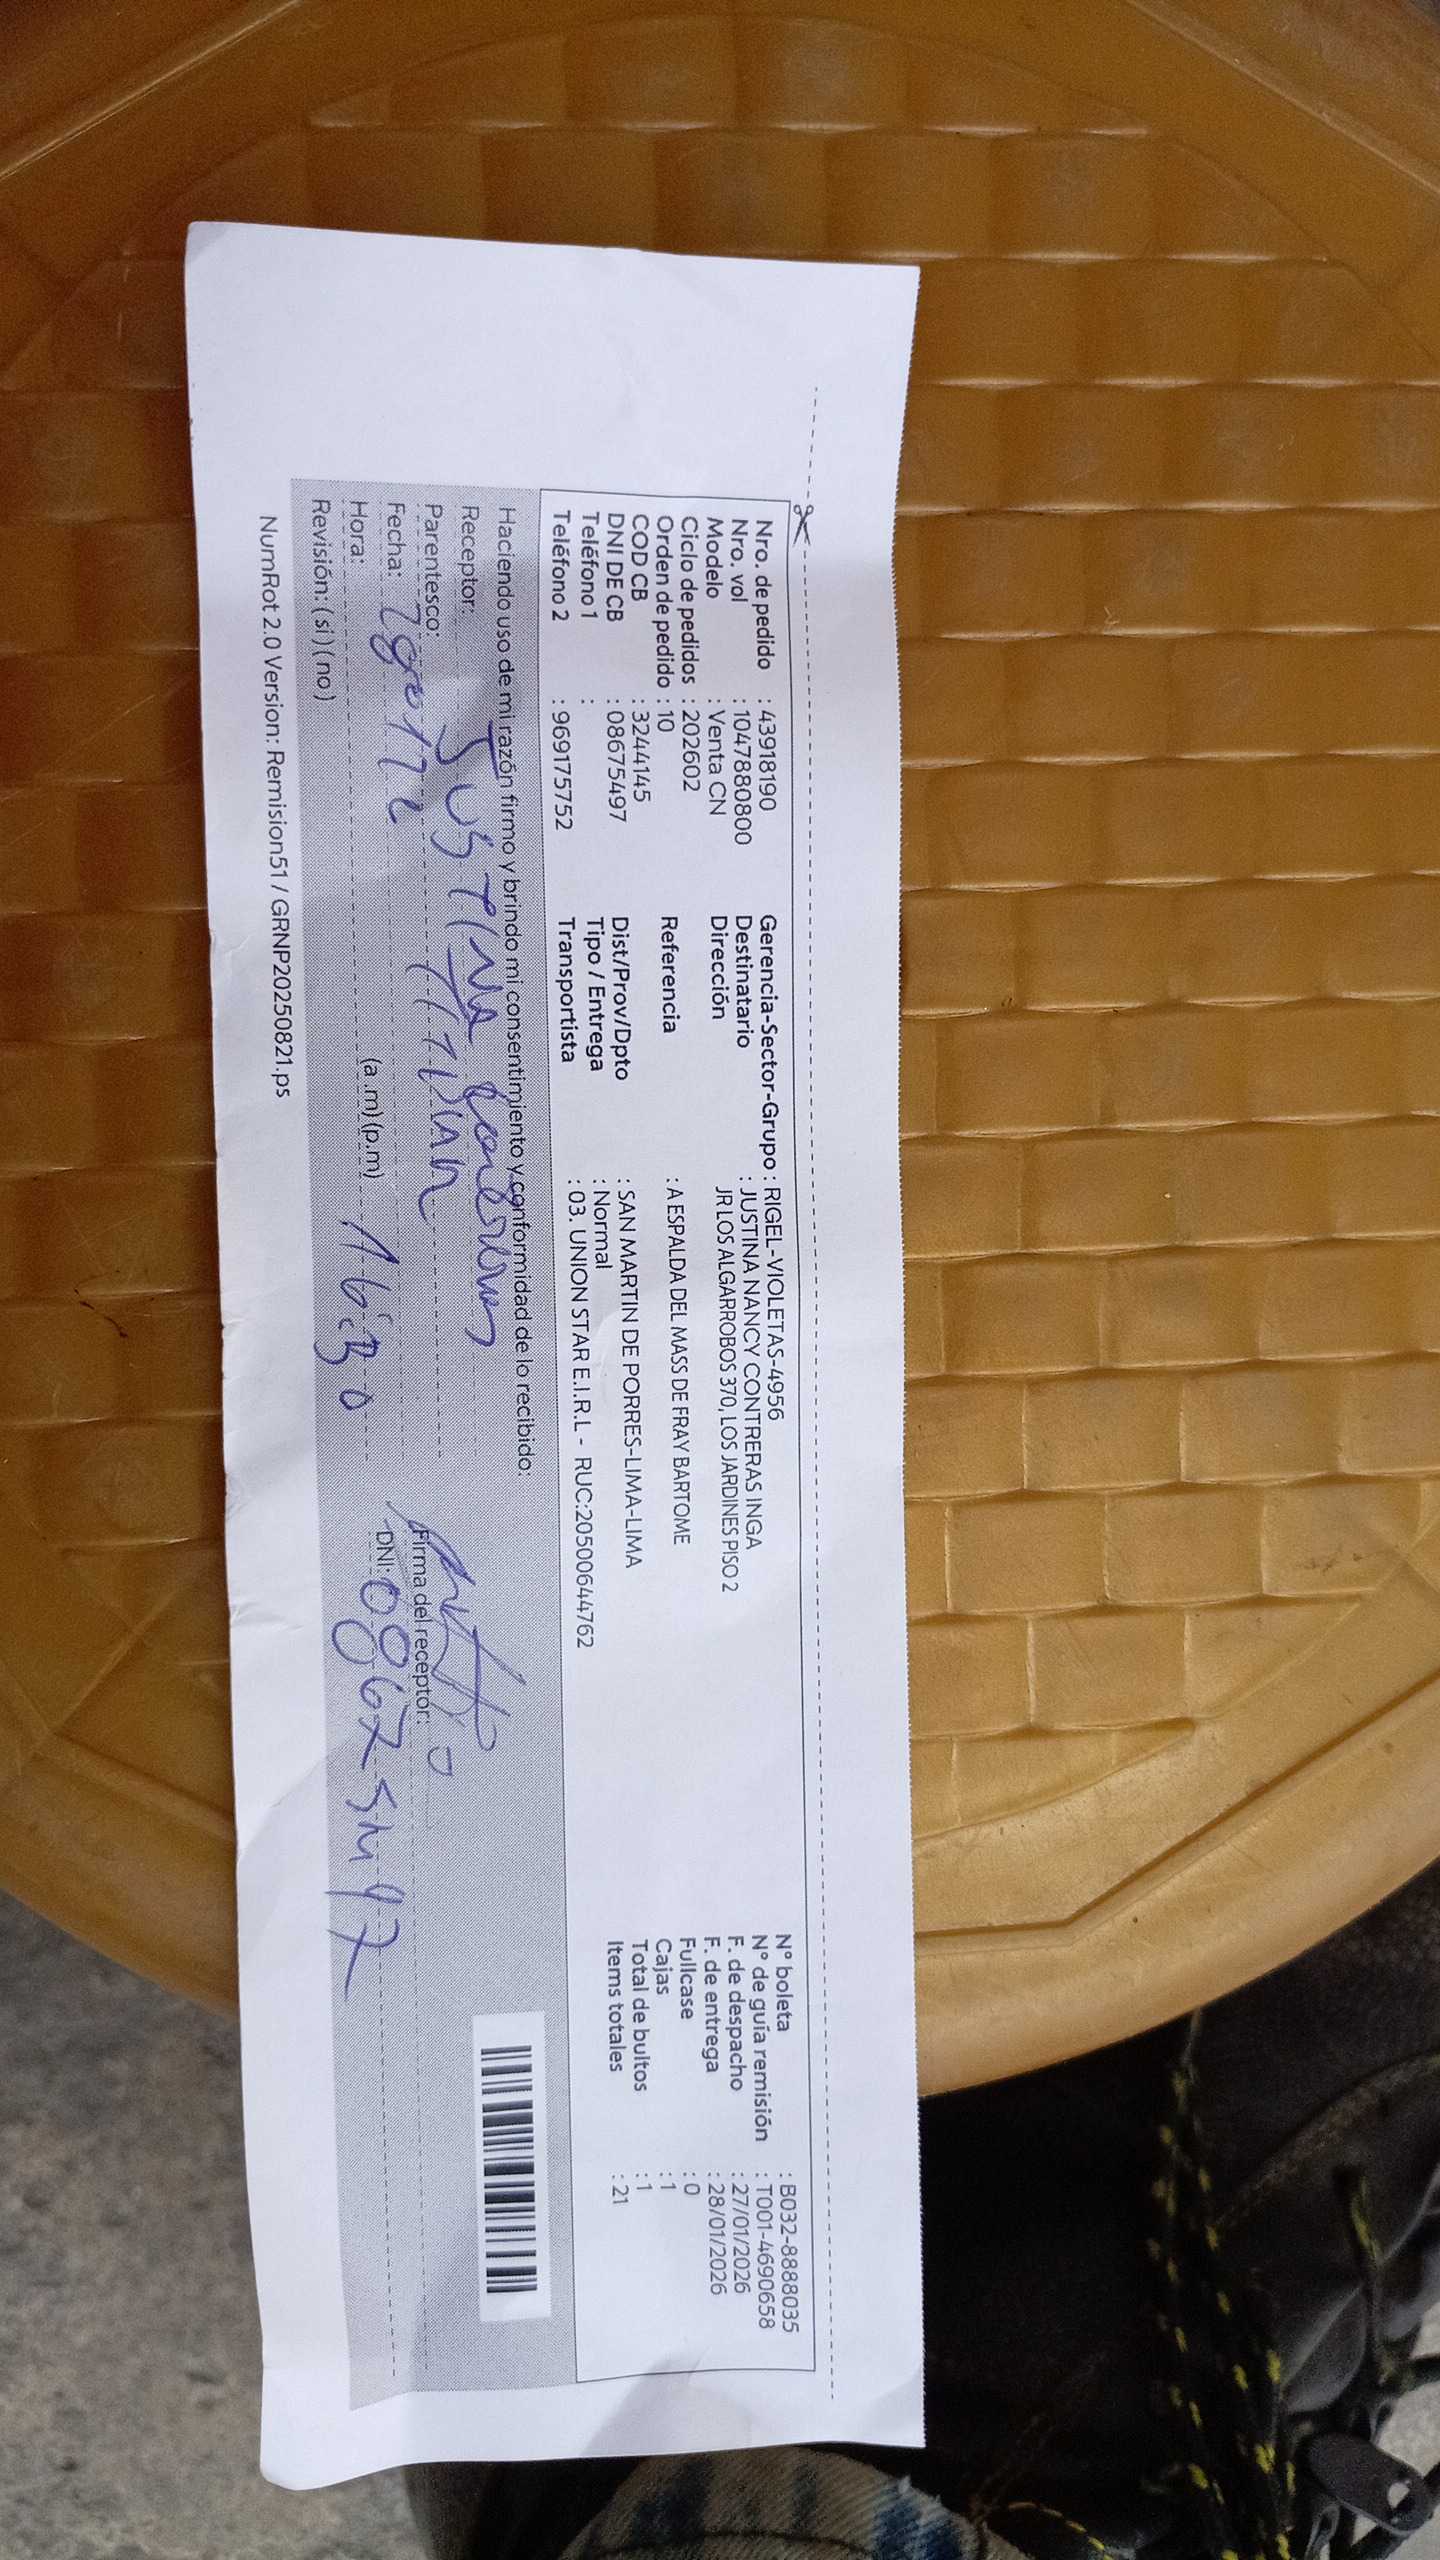 Nro. de pedido : 43918190
Nro. vol : 1047880800
Modelo : Venta CN
Ciclo de pedidos : 202602
Orden de pedido : 10
COD CB : 3244145
DNI DE CB : 08675497
Teléfono 1 :
Teléfono 2 : 969175752
Gerencia-Sector-Grupo : RIGEL-VIOLETAS-4956
Destinatario : JUSTINA NANCY CONTRERAS INGA
Dirección JR LOS ALGARROBOS 370, LOS JARDINES PISO 2
Referencia : A ESPALDA DEL MASS DE FRAY BARTOME
Dist/Prov/Dpto : SAN MARTIN DE PORRES-LIMA-LIMA
Tipo / Entrega : Normal
Transportista : 03. UNION STAR E.I.R.L - RUC:20500644762
N° boleta : B032-8888035
N° de guía remisión : T001-4690658
F. de despacho : 27/01/2026
F. de entrega : 28/01/2026
Fullcase : 0
Cajas : 1
Total de bultos : 1
Items totales : 21
Haciendo uso de mi razón firmo y brindo mi consentimiento y conformidad de lo recibido:
Receptor: Justina
Parentesco:
Fecha:
Hora: (a.m) (p.m)
Revisión: (si) (no)
Firma del receptor:
DNI: 08675497
NumRot 2.0 Version: Remision51 / GRNP20250821.ps